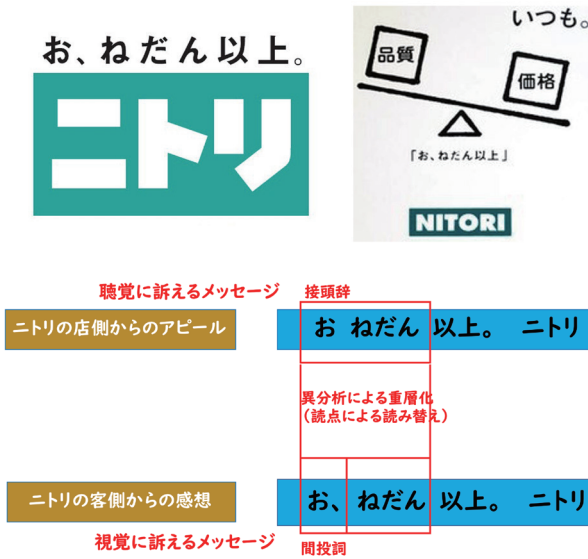 お、ねだん以上。
ニトリ
いつも。
品質
価格
「お、ねだん以上」
NITORI
聴覚に訴えるメッセージ
接頭辞
ニトリの店側からのアピール
お ねだん 以上。 ニトリ
異分析による重層化
(読点による読み替え)
ニトリの客側からの感想
お、ねだん 以上。 ニトリ
視覚に訴えるメッセージ
間投詞